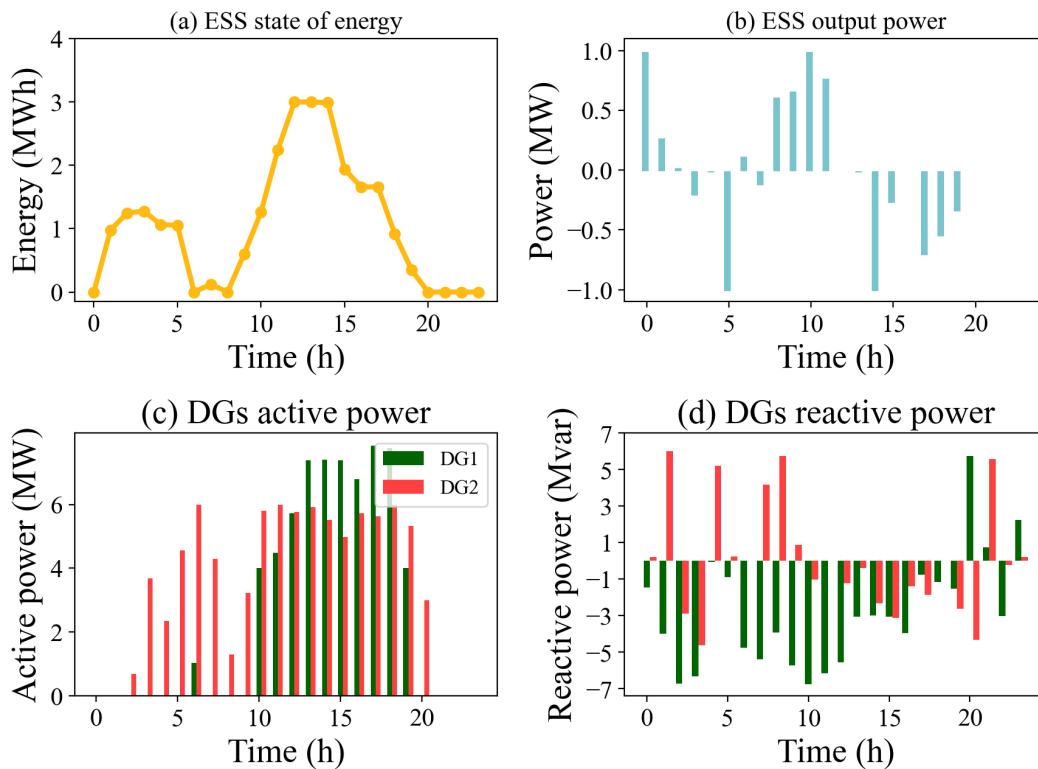 (a) ESS state of energy
4
3
2
1
0
Energy (MWh)
0 5 10 15 20
Time (h)
(b) ESS output power
1.0
0.5
0.0
−0.5
−1.0
Power (MW)
0 5 10 15 20
Time (h)
(c) DGs active power
6
4
2
0
Active power (MW)
DG1
DG2
0 5 10 15 20
Time (h)
(d) DGs reactive power
7
5
3
1
−1
−3
−5
−7
Reactive power (Mvar)
0 5 10 15 20
Time (h)